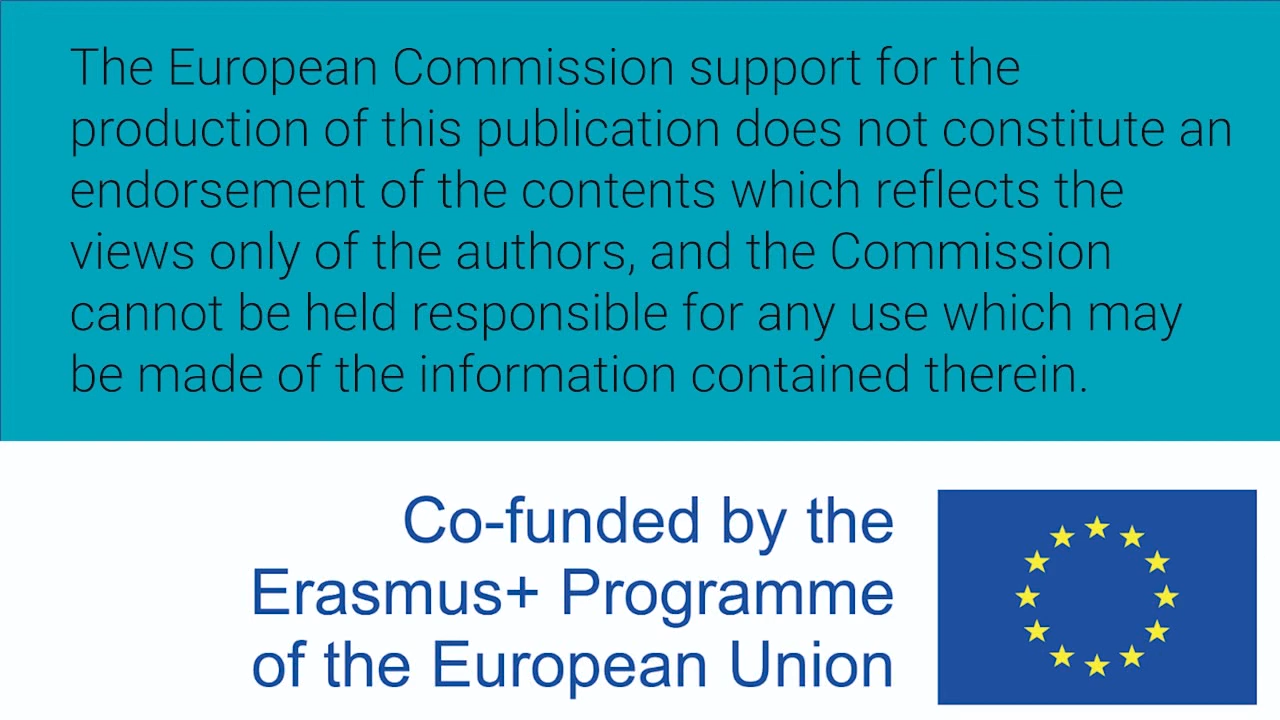 The European Commission support for the
production of this publication does not constitute an
endorsement of the contents which reflects the
views only of the authors, and the Commission
cannot be held responsible for any use which may
be made of the information contained therein.
Co-funded by the
Erasmus+ Programme
of the European Union